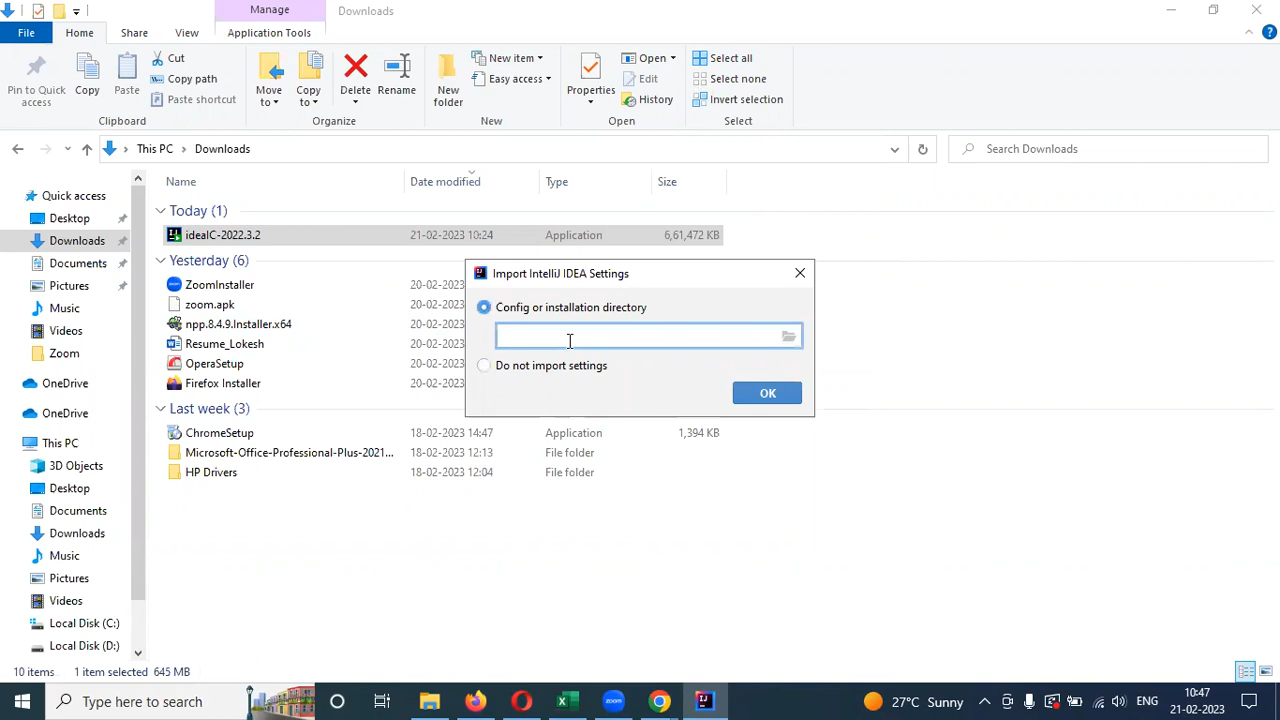 Manage
Downloads
File
Home
Share
View
Application Tools
Pin to Quick access
Copy
Paste
Cut
Copy path
Paste shortcut
Move to
Copy to
Delete
Rename
New folder
New item
Easy access
Properties
Open
Edit
History
Select all
Select none
Invert selection
Clipboard
Organize
New
Open
Select
This PC
Downloads
Search Downloads
Name
Date modified
Type
Size
Quick access
Desktop
Downloads
Documents
Pictures
Music
Videos
Zoom
OneDrive
OneDrive
This PC
3D Objects
Desktop
Documents
Downloads
Music
Pictures
Videos
Local Disk (C:)
Local Disk (D:)
Today (1)
ideaIC-2022.3.2 21-02-2023 10:24 Application 6,61,472 KB
Yesterday (6)
ZoomInstaller 20-02-2023
zoom.apk 20-02-2023
npp.8.4.9.Installer.x64 20-02-2023
Resume_Lokesh 20-02-2023
OperaSetup 20-02-2023
Firefox Installer 20-02-2023
Last week (3)
ChromeSetup 18-02-2023 14:47 Application 1,394 KB
Microsoft-Office-Professional-Plus-2021... 18-02-2023 12:13 File folder
HP Drivers 18-02-2023 12:04 File folder
Import IntelliJ IDEA Settings
Config or installation directory
Do not import settings
OK
10 items 1 item selected 645 MB
Type here to search
27°C Sunny
ENG
10:47
21-02-2023